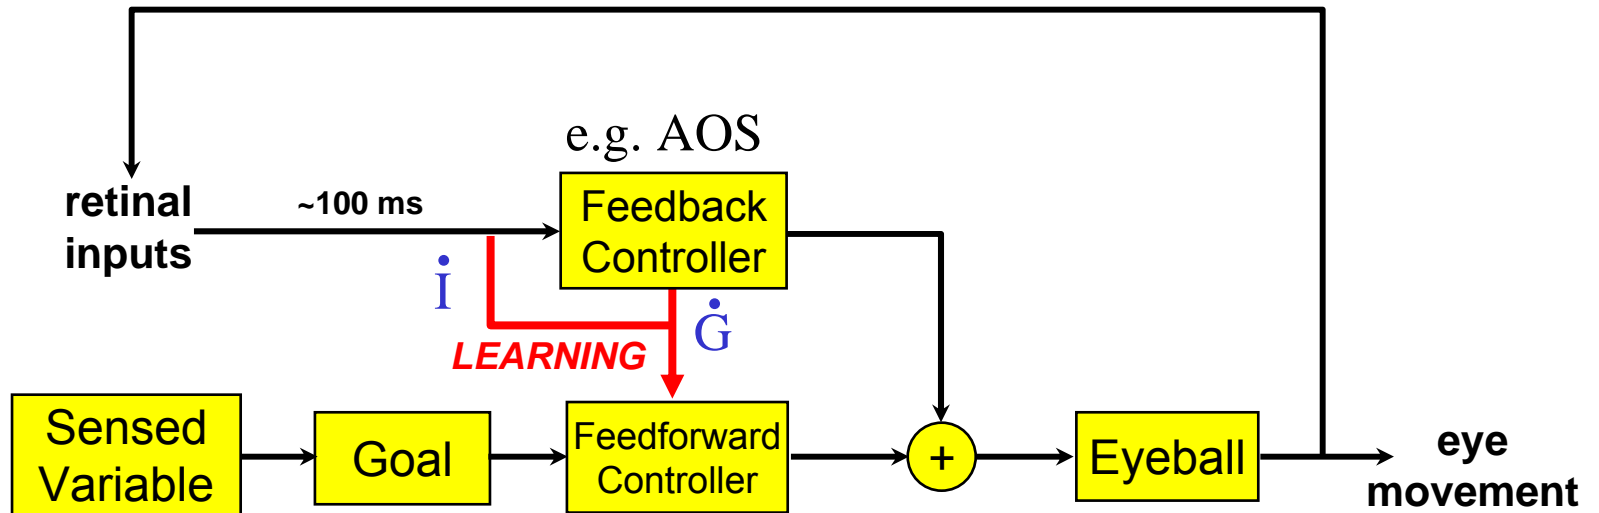 e.g. AOS
retinal
inputs
~100 ms
Feedback
Controller
İ
Ġ
LEARNING
Sensed
Variable
Goal
Feedforward
Controller
+
Eyeball
eye
movement